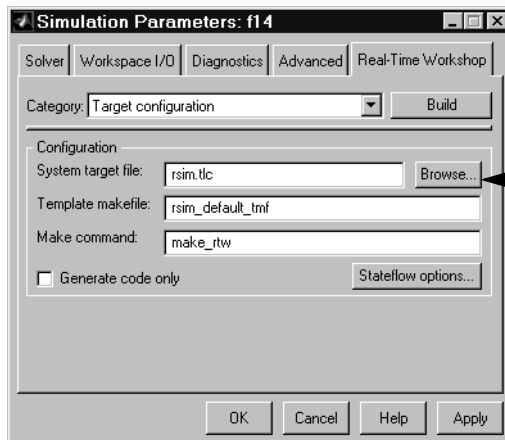 Simulation Parameters: f14
Solver Workspace I/O Diagnostics Advanced Real-Time Workshop
Category: Target configuration Build
Configuration
System target file: rsim.tlc Browse...
Template makefile: rsim_default_tmf
Make command: make_rtw
Generate code only Stateflow options...
OK Cancel Help Apply